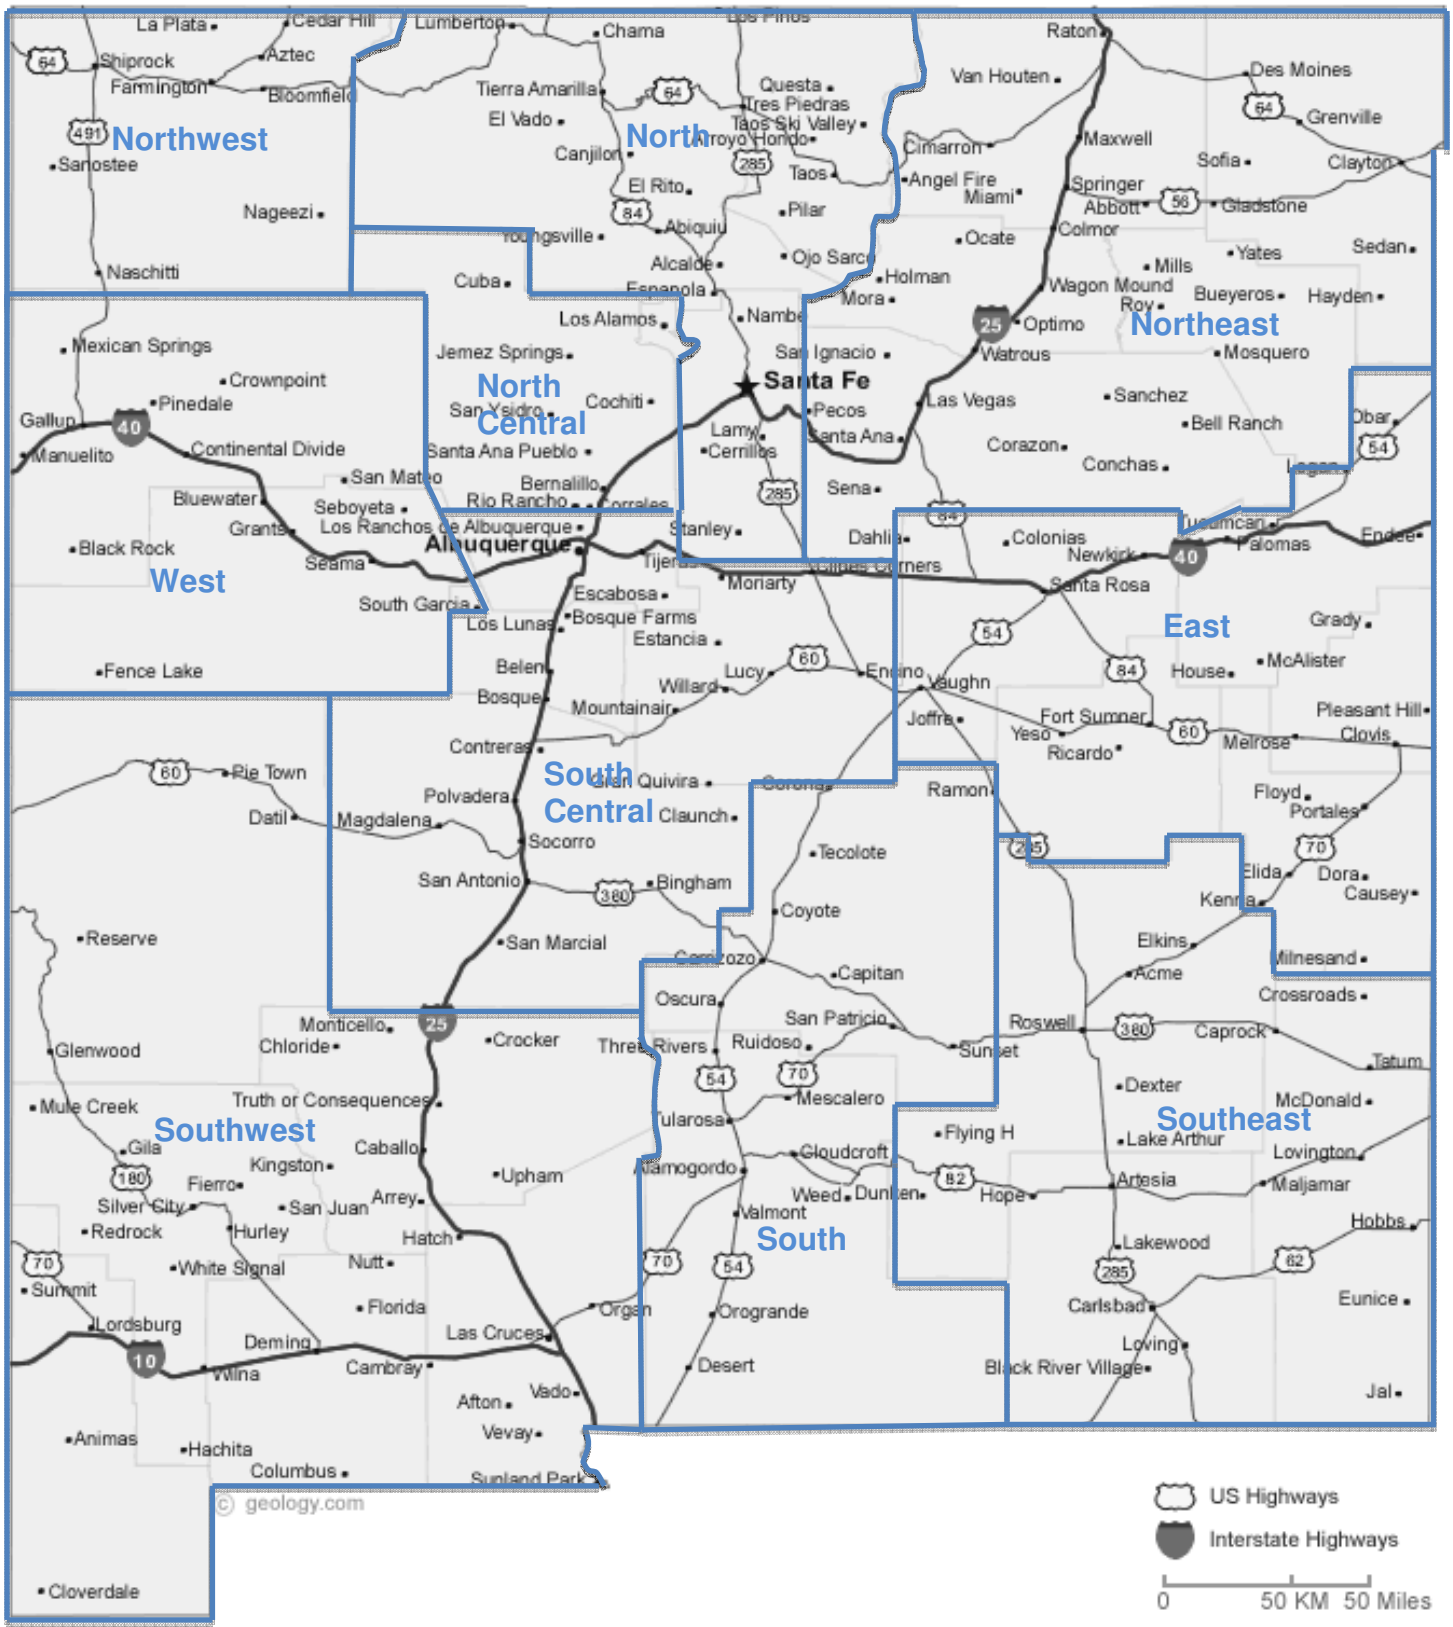 La Plata
Cedar Hill
Lumberton
Chama
Los Pinos
Raton
64
Shiprock
Aztec
Van Houten
Des Moines
Farmington
Bloomfield
Tierra Amarilla
64
Questa
Tres Piedras
64
Grenville
491
Northwest
El Vado
North
Taos Ski Valley
Arroyo Hondo
Maxwell
Sanostee
Canjilon
285
Cimarron
Sofia
Clayton
Taos
Angel Fire
Miami
Springer
El Rito
Abbott
56
Gladstone
Nageezi
84
Pilar
Abiquiu
Colmor
Youngsville
Ocate
Yates
Sedan
Naschitti
Alcalde
Ojo Sarco
Holman
Mills
Cuba
Espanola
Mora
Wagon Mound
Roy
Bueyeros
Hayden
Los Alamos
Nambe
25
Optimo
Northeast
Mexican Springs
Jemez Springs
San Ignacio
Watrous
Mosquero
Crownpoint
North
Central
Santa Fe
Pinedale
San Ysidro
Cochiti
Pecos
Las Vegas
Sanchez
Gallup
40
Bell Ranch
Obar
Manuelito
Continental Divide
Santa Ana Pueblo
Lamy
Cerrillos
Santa Ana
Corazon
54
San Mateo
Bernalillo
Conchas
Logan
Bluewater
Seboyeta
Rio Rancho
Corrales
285
Sena
84
Grants
Los Ranchos de Albuquerque
Stanley
Tucumcari
Black Rock
Albuquerque
Dahlia
Colonias
Palomas
Endee
Seama
Tijeras
Clines Corners
Newkirk
40
West
Moriarty
Santa Rosa
South Garcia
Escabosa
Los Lunas
Bosque Farms
Estancia
54
East
Grady
Fence Lake
Belen
Lucy
60
Encino
84
House
McAlister
Bosque
Willard
Vaughn
Mountainair
Joffre
Fort Sumner
Pleasant Hill
Contreras
Yeso
60
Melrose
Clovis
Ricardo
60
Pie Town
South
Central
Gran Quivira
Corona
Ramon
Floyd
Polvadera
Portales
Datil
Magdalena
Claunch
Socorro
Tecolote
285
70
San Antonio
380
Bingham
Elida
Dora
Causey
Coyote
Kenna
Reserve
San Marcial
Elkins
Carrizozo
Capitan
Acme
Milnesand
Oscura
Crossroads
Monticello
25
San Patricio
Roswell
380
Caprock
Glenwood
Chloride
Crocker
Three Rivers
Ruidoso
Sunset
Tatum
54
70
Dexter
Mule Creek
Truth or Consequences
Mescalero
McDonald
Southwest
Tularosa
Southeast
Gila
Caballo
Flying H
Lake Arthur
Kingston
Cloudcroft
Lovington
180
Upham
Alamogordo
82
Artesia
Fierro
Arrey
Weed
Dunken
Hope
Maljamar
Silver City
San Juan
Valmont
Redrock
Hurley
Hatch
South
Hobbs
Lakewood
70
White Signal
Nutt
70
54
285
62
Summit
Florida
Organ
Orogrande
Carlsbad
Eunice
Lordsburg
Deming
Las Cruces
Loving
10
Wilna
Cambray
Desert
Black River Village
Afton
Vado
Jal
Animas
Hachita
Vevay
Columbus
Sunland Park
© geology.com
US Highways
Interstate Highways
Cloverdale
0 50 KM 50 Miles